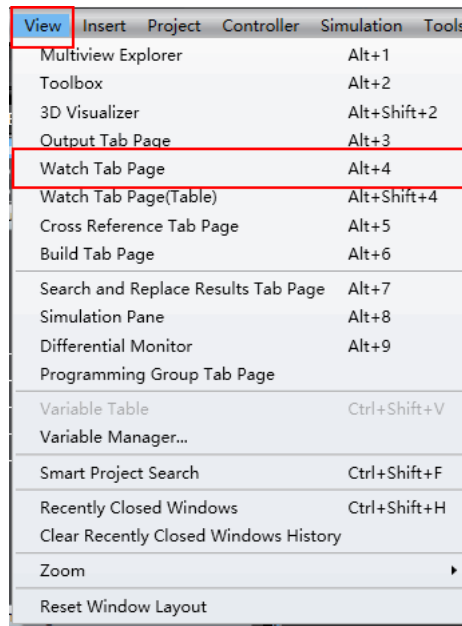 View Insert Project Controller Simulation Tools
Multiview Explorer Alt+1
Toolbox Alt+2
3D Visualizer Alt+Shift+2
Output Tab Page Alt+3
Watch Tab Page Alt+4
Watch Tab Page(Table) Alt+Shift+4
Cross Reference Tab Page Alt+5
Build Tab Page Alt+6
Search and Replace Results Tab Page Alt+7
Simulation Pane Alt+8
Differential Monitor Alt+9
Programming Group Tab Page
Variable Table Ctrl+Shift+V
Variable Manager...
Smart Project Search Ctrl+Shift+F
Recently Closed Windows Ctrl+Shift+H
Clear Recently Closed Windows History
Zoom
Reset Window Layout